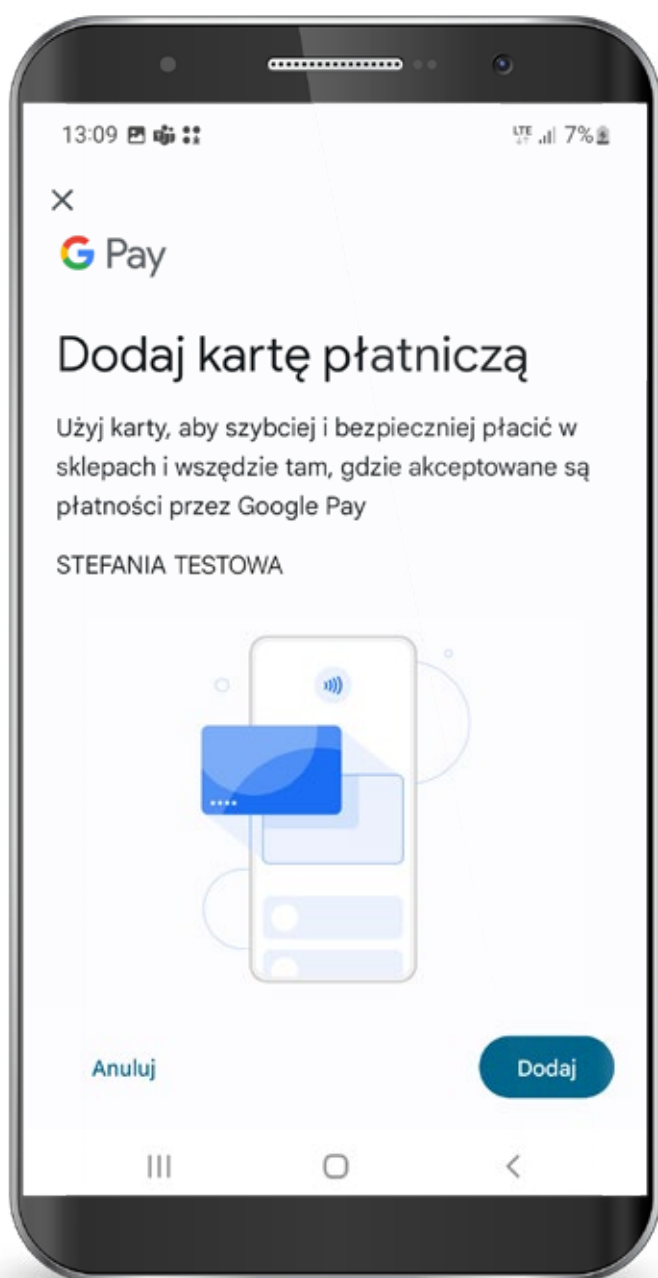 13:09 LTE 7%
G Pay
Dodaj kartę płatniczą
Użyj karty, aby szybciej i bezpieczniej płacić w
sklepach i wszędzie tam, gdzie akceptowane są
płatności przez Google Pay
STEFANIA TESTOWA
Anuluj Dodaj